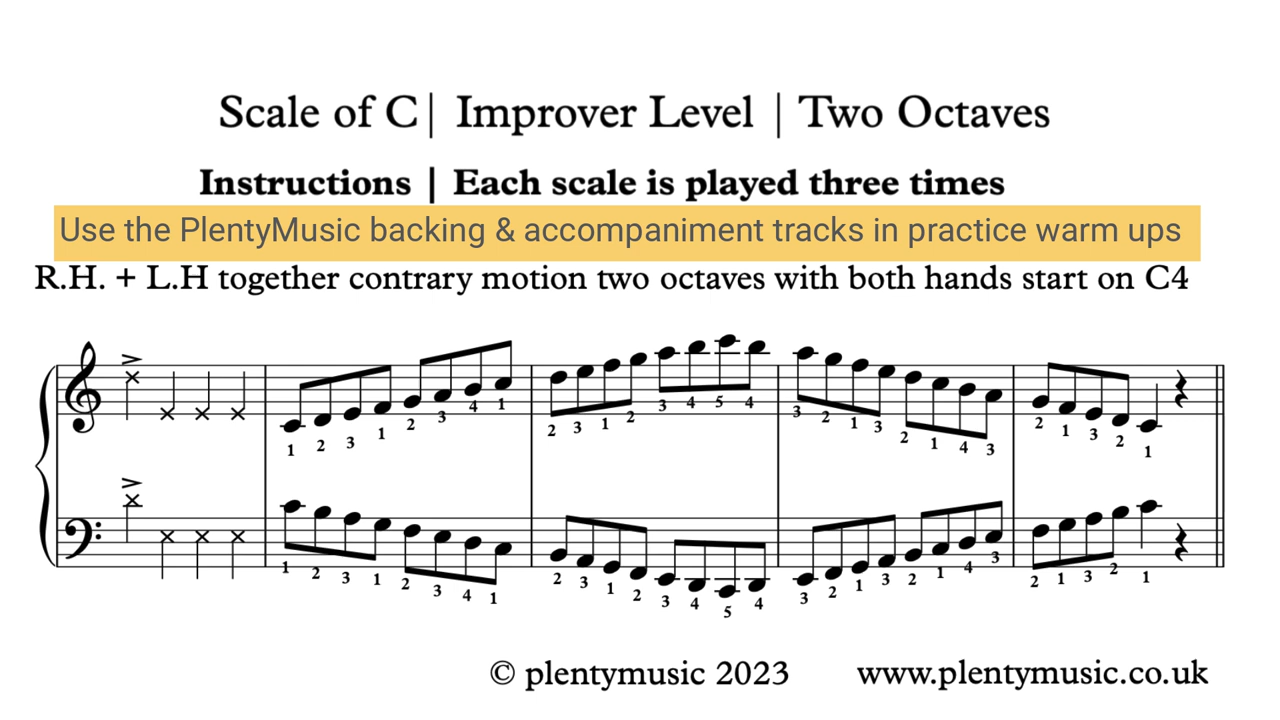 Scale of C| Improver Level | Two Octaves
Instructions | Each scale is played three times
Use the PlentyMusic backing & accompaniment tracks in practice warm ups
R.H. + L.H together contrary motion two octaves with both hands start on C4
1 2 3 1 2 3 4 1 2 3 1 2 3 4 5 4 3 2 1 3 2 1 4 3 2 1 3 2 1
1 2 3 1 2 3 4 1 2 3 1 2 3 4 5 4 3 2 1 3 2 1 4 3 2 1 3 2 1
© plentymusic 2023 www.plentymusic.co.uk